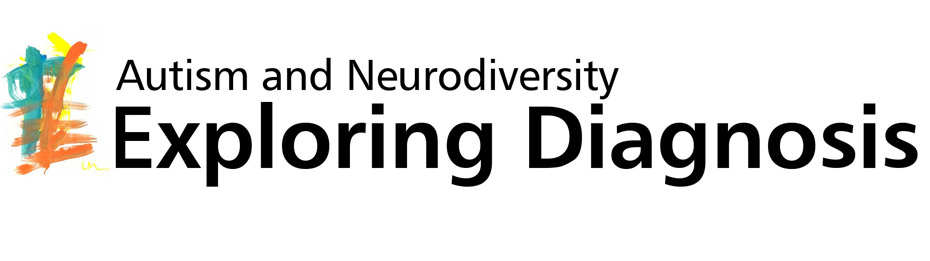 Autism and Neurodiversity
Exploring Diagnosis